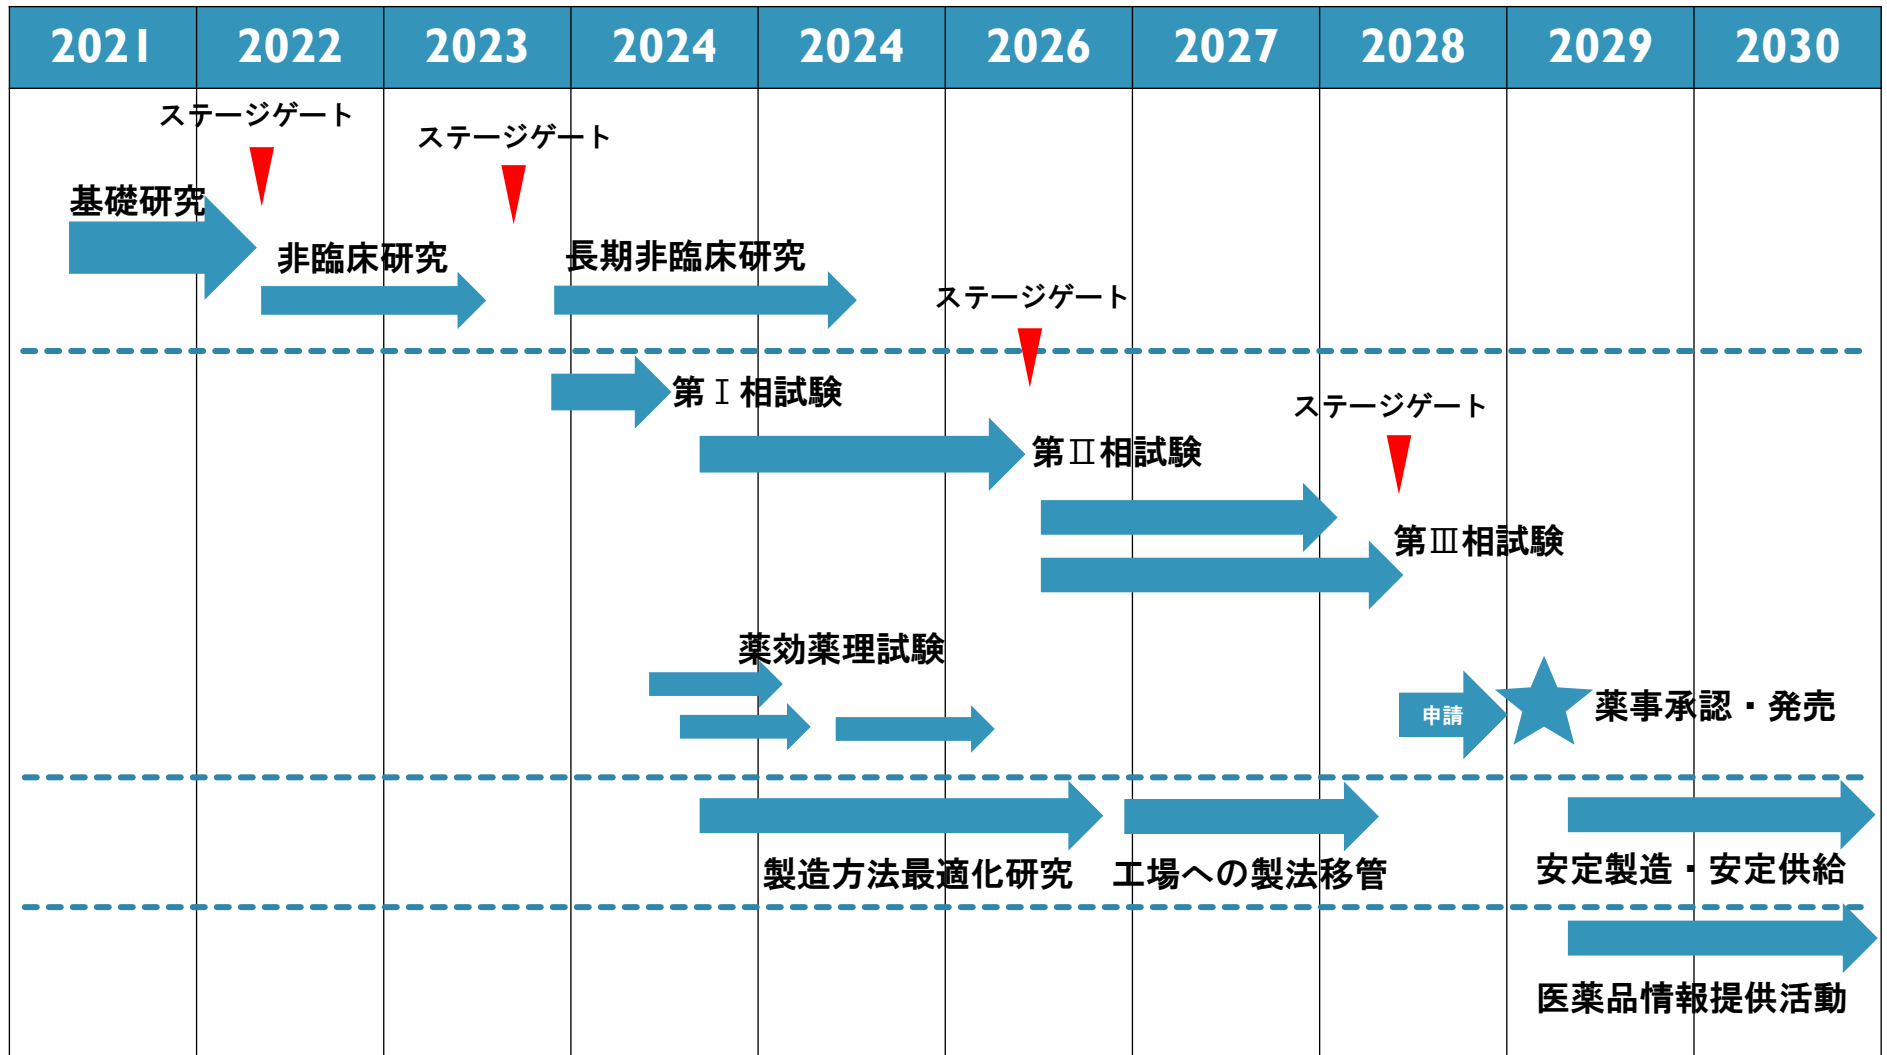 2021 2022 2023 2024 2024 2026 2027 2028 2029 2030
ステージゲート
ステージゲート
基礎研究
非臨床研究
長期非臨床研究
ステージゲート
第Ⅰ相試験
ステージゲート
第Ⅱ相試験
第Ⅲ相試験
薬効薬理試験
申請
薬事承認・発売
製造方法最適化研究
工場への製法移管
安定製造・安定供給
医薬品情報提供活動